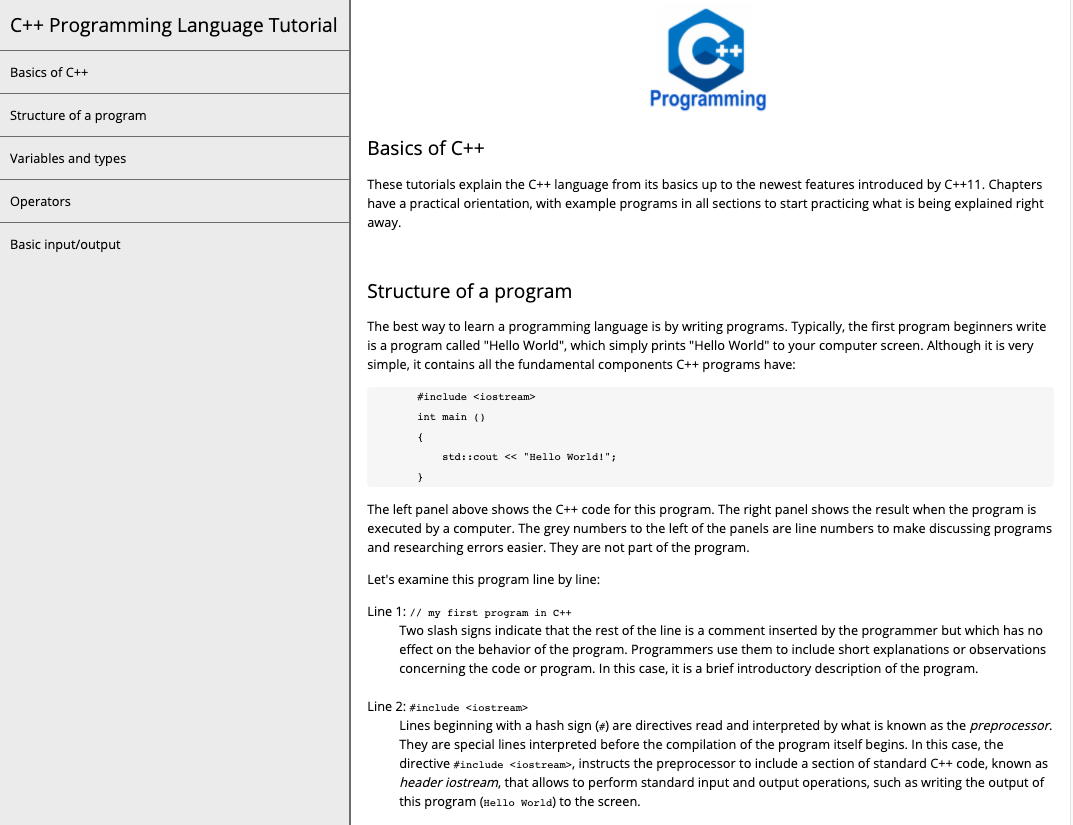 C++ Programming Language Tutorial
Basics of C++
Structure of a program
Variables and types
Operators
Basic input/output
C++
Programming
Basics of C++
These tutorials explain the C++ language from its basics up to the newest features introduced by C++11. Chapters
have a practical orientation, with example programs in all sections to start practicing what is being explained right
away.
Structure of a program
The best way to learn a programming language is by writing programs. Typically, the first program beginners write
is a program called "Hello World", which simply prints "Hello World" to your computer screen. Although it is very
simple, it contains all the fundamental components C++ programs have:
#include <iostream>
int main ()
{
    std::cout << "Hello World!";
}
The left panel above shows the C++ code for this program. The right panel shows the result when the program is
executed by a computer. The grey numbers to the left of the panels are line numbers to make discussing programs
and researching errors easier. They are not part of the program.
Let's examine this program line by line:
Line 1: // my first program in C++
Two slash signs indicate that the rest of the line is a comment inserted by the programmer but which has no
effect on the behavior of the program. Programmers use them to include short explanations or observations
concerning the code or program. In this case, it is a brief introductory description of the program.
Line 2: #include <iostream>
Lines beginning with a hash sign (#) are directives read and interpreted by what is known as the preprocessor.
They are special lines interpreted before the compilation of the program itself begins. In this case, the
directive #include <iostream>, instructs the preprocessor to include a section of standard C++ code, known as
header iostream, that allows to perform standard input and output operations, such as writing the output of
this program (Hello World) to the screen.